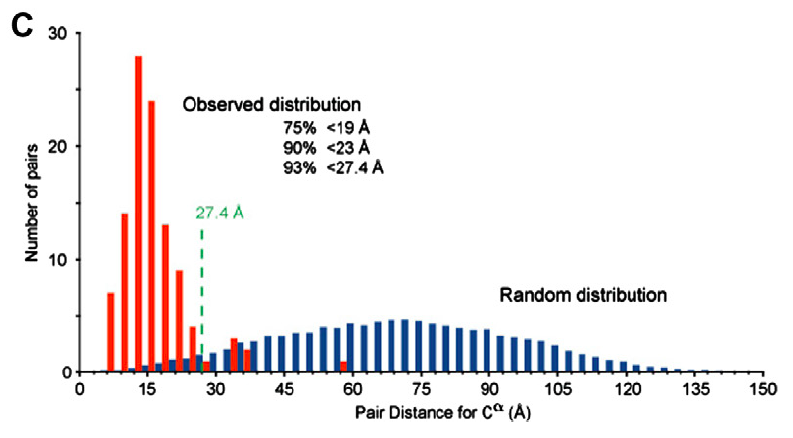 C
30
20
10
0
Number of pairs
Observed distribution
75% <19 Å
90% <23 Å
93% <27.4 Å
27.4 Å
Random distribution
0 15 30 45 60 75 90 105 120 135 150
Pair Distance for Cα (Å)